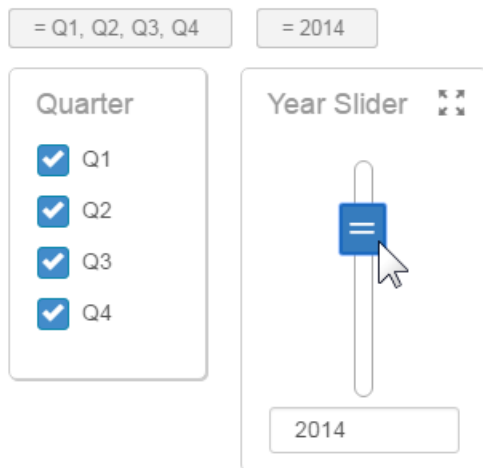 = Q1, Q2, Q3, Q4
= 2014
Quarter
Q1
Q2
Q3
Q4
Year Slider
=
2014